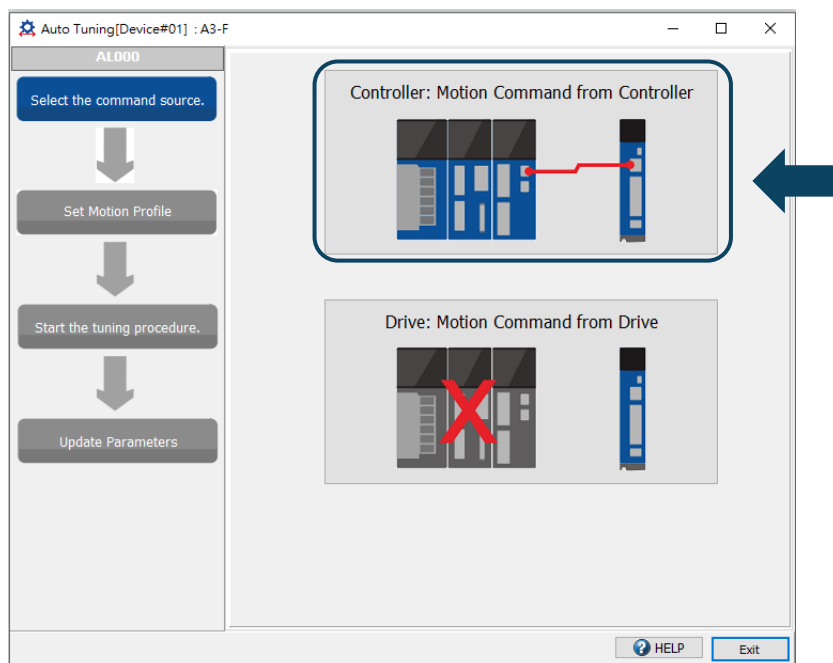 Auto Tuning[Device#01] : A3-F
AL000
Select the command source.
Set Motion Profile
Start the tuning procedure.
Update Parameters
Controller: Motion Command from Controller
Drive: Motion Command from Drive
HELP
Exit